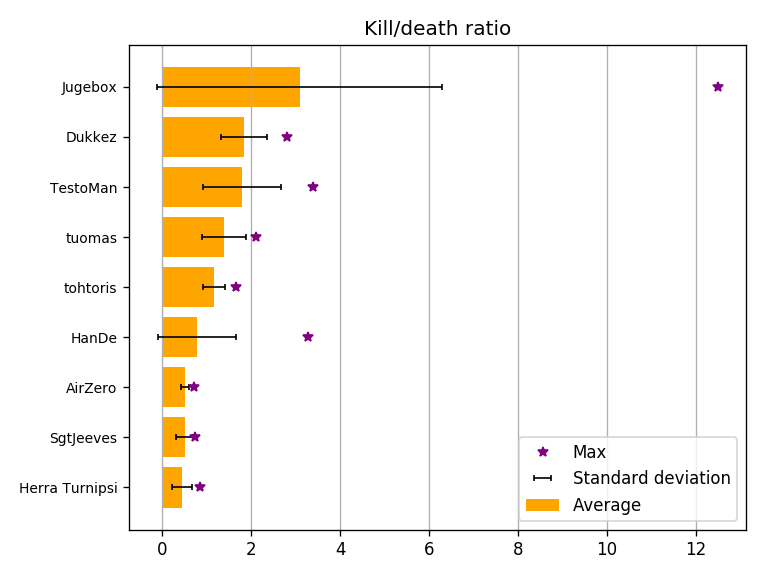 Kill/death ratio
Jugebox
Dukkez
TestoMan
tuomas
tohtoris
HanDe
AirZero
SgtJeeves
Herra Turnipsi
Max
Standard deviation
Average
0 2 4 6 8 10 12